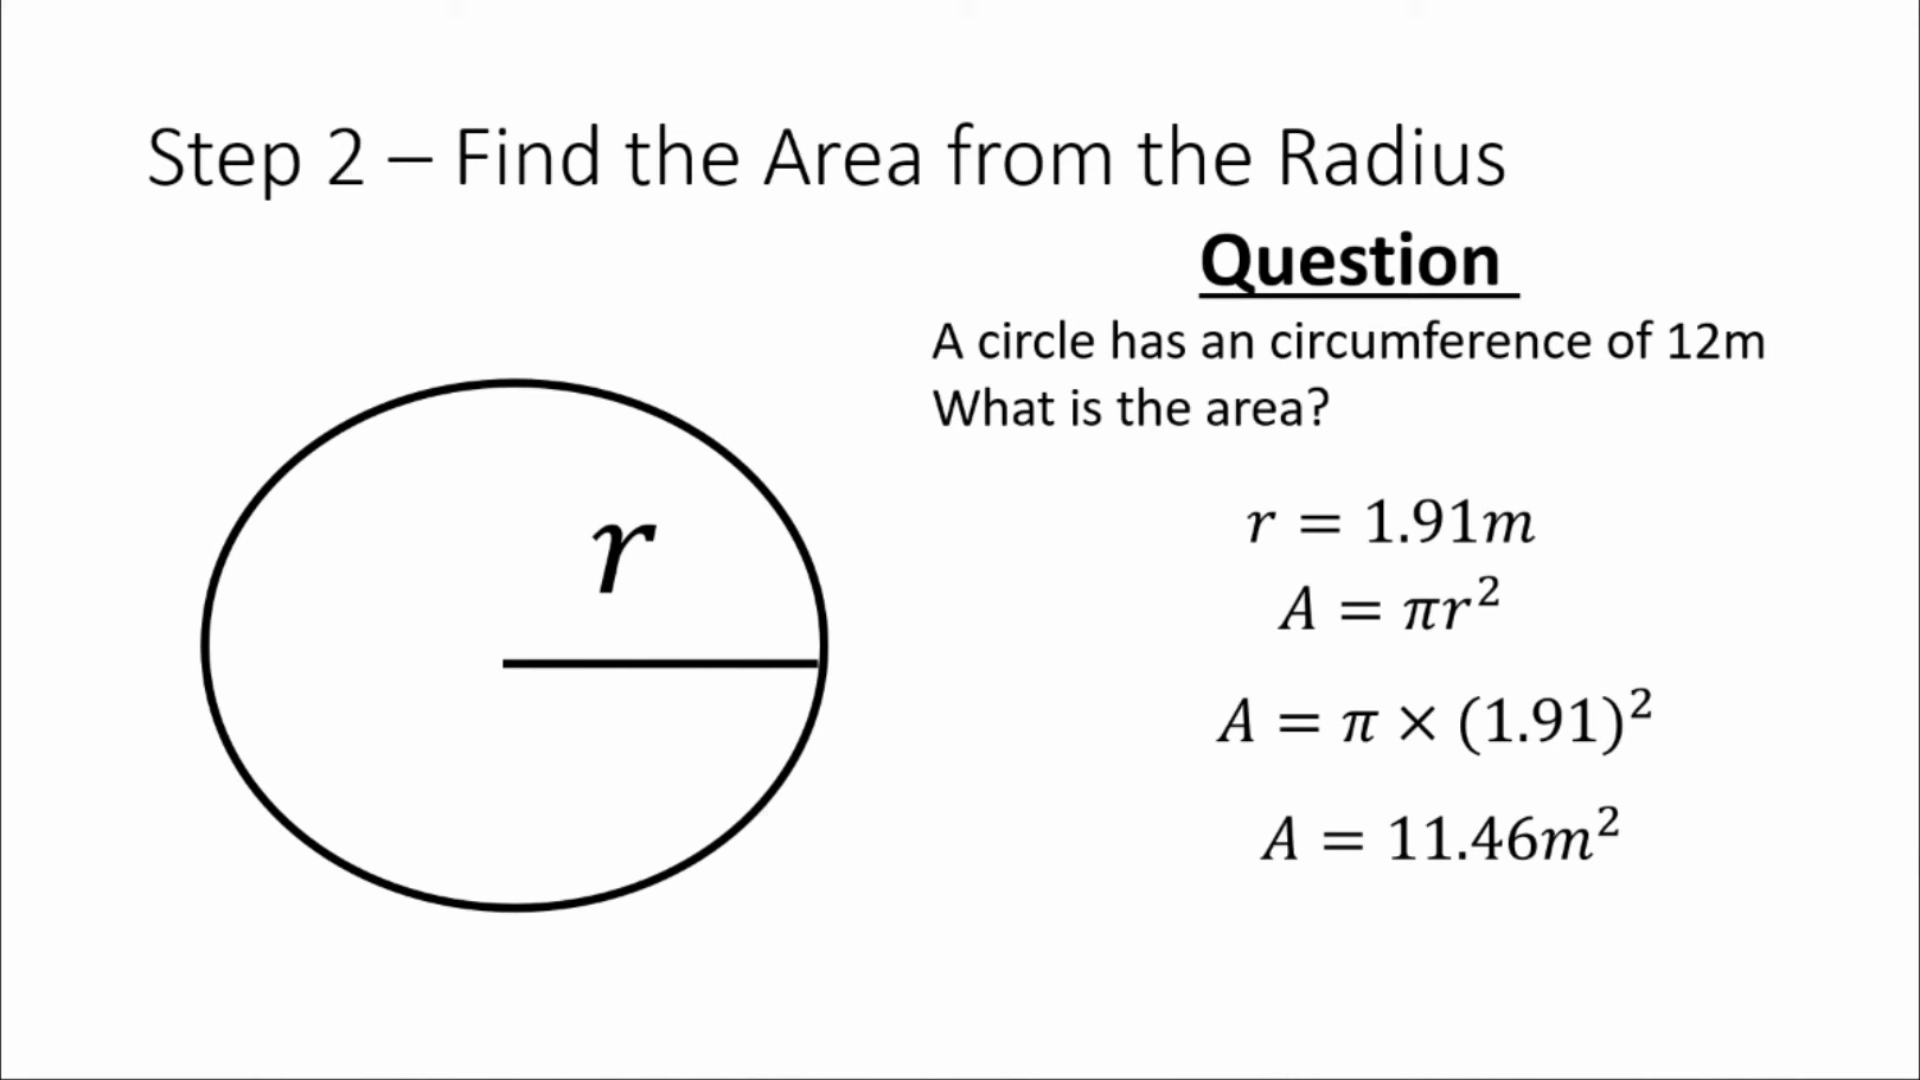 Step 2 – Find the Area from the Radius
Question
A circle has an circumference of 12m
What is the area?
r
r = 1.91m
A = πr²
A = π × (1.91)²
A = 11.46m²